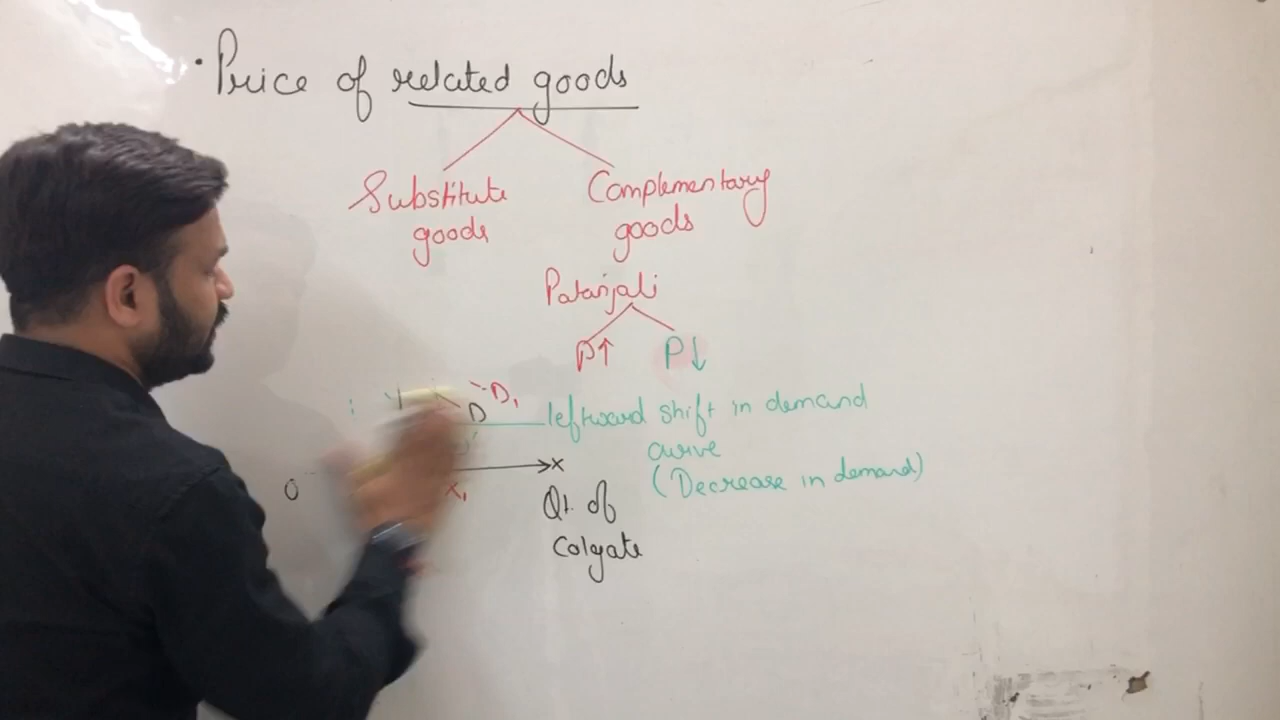 • Price of related goods
Substitute
goods
Complementary
goods
Patanjali
P↑ P↓
D₁
D
leftward shift in demand
curve
(Decrease in demand)
X
O
X₁
Qt. of
Colgate